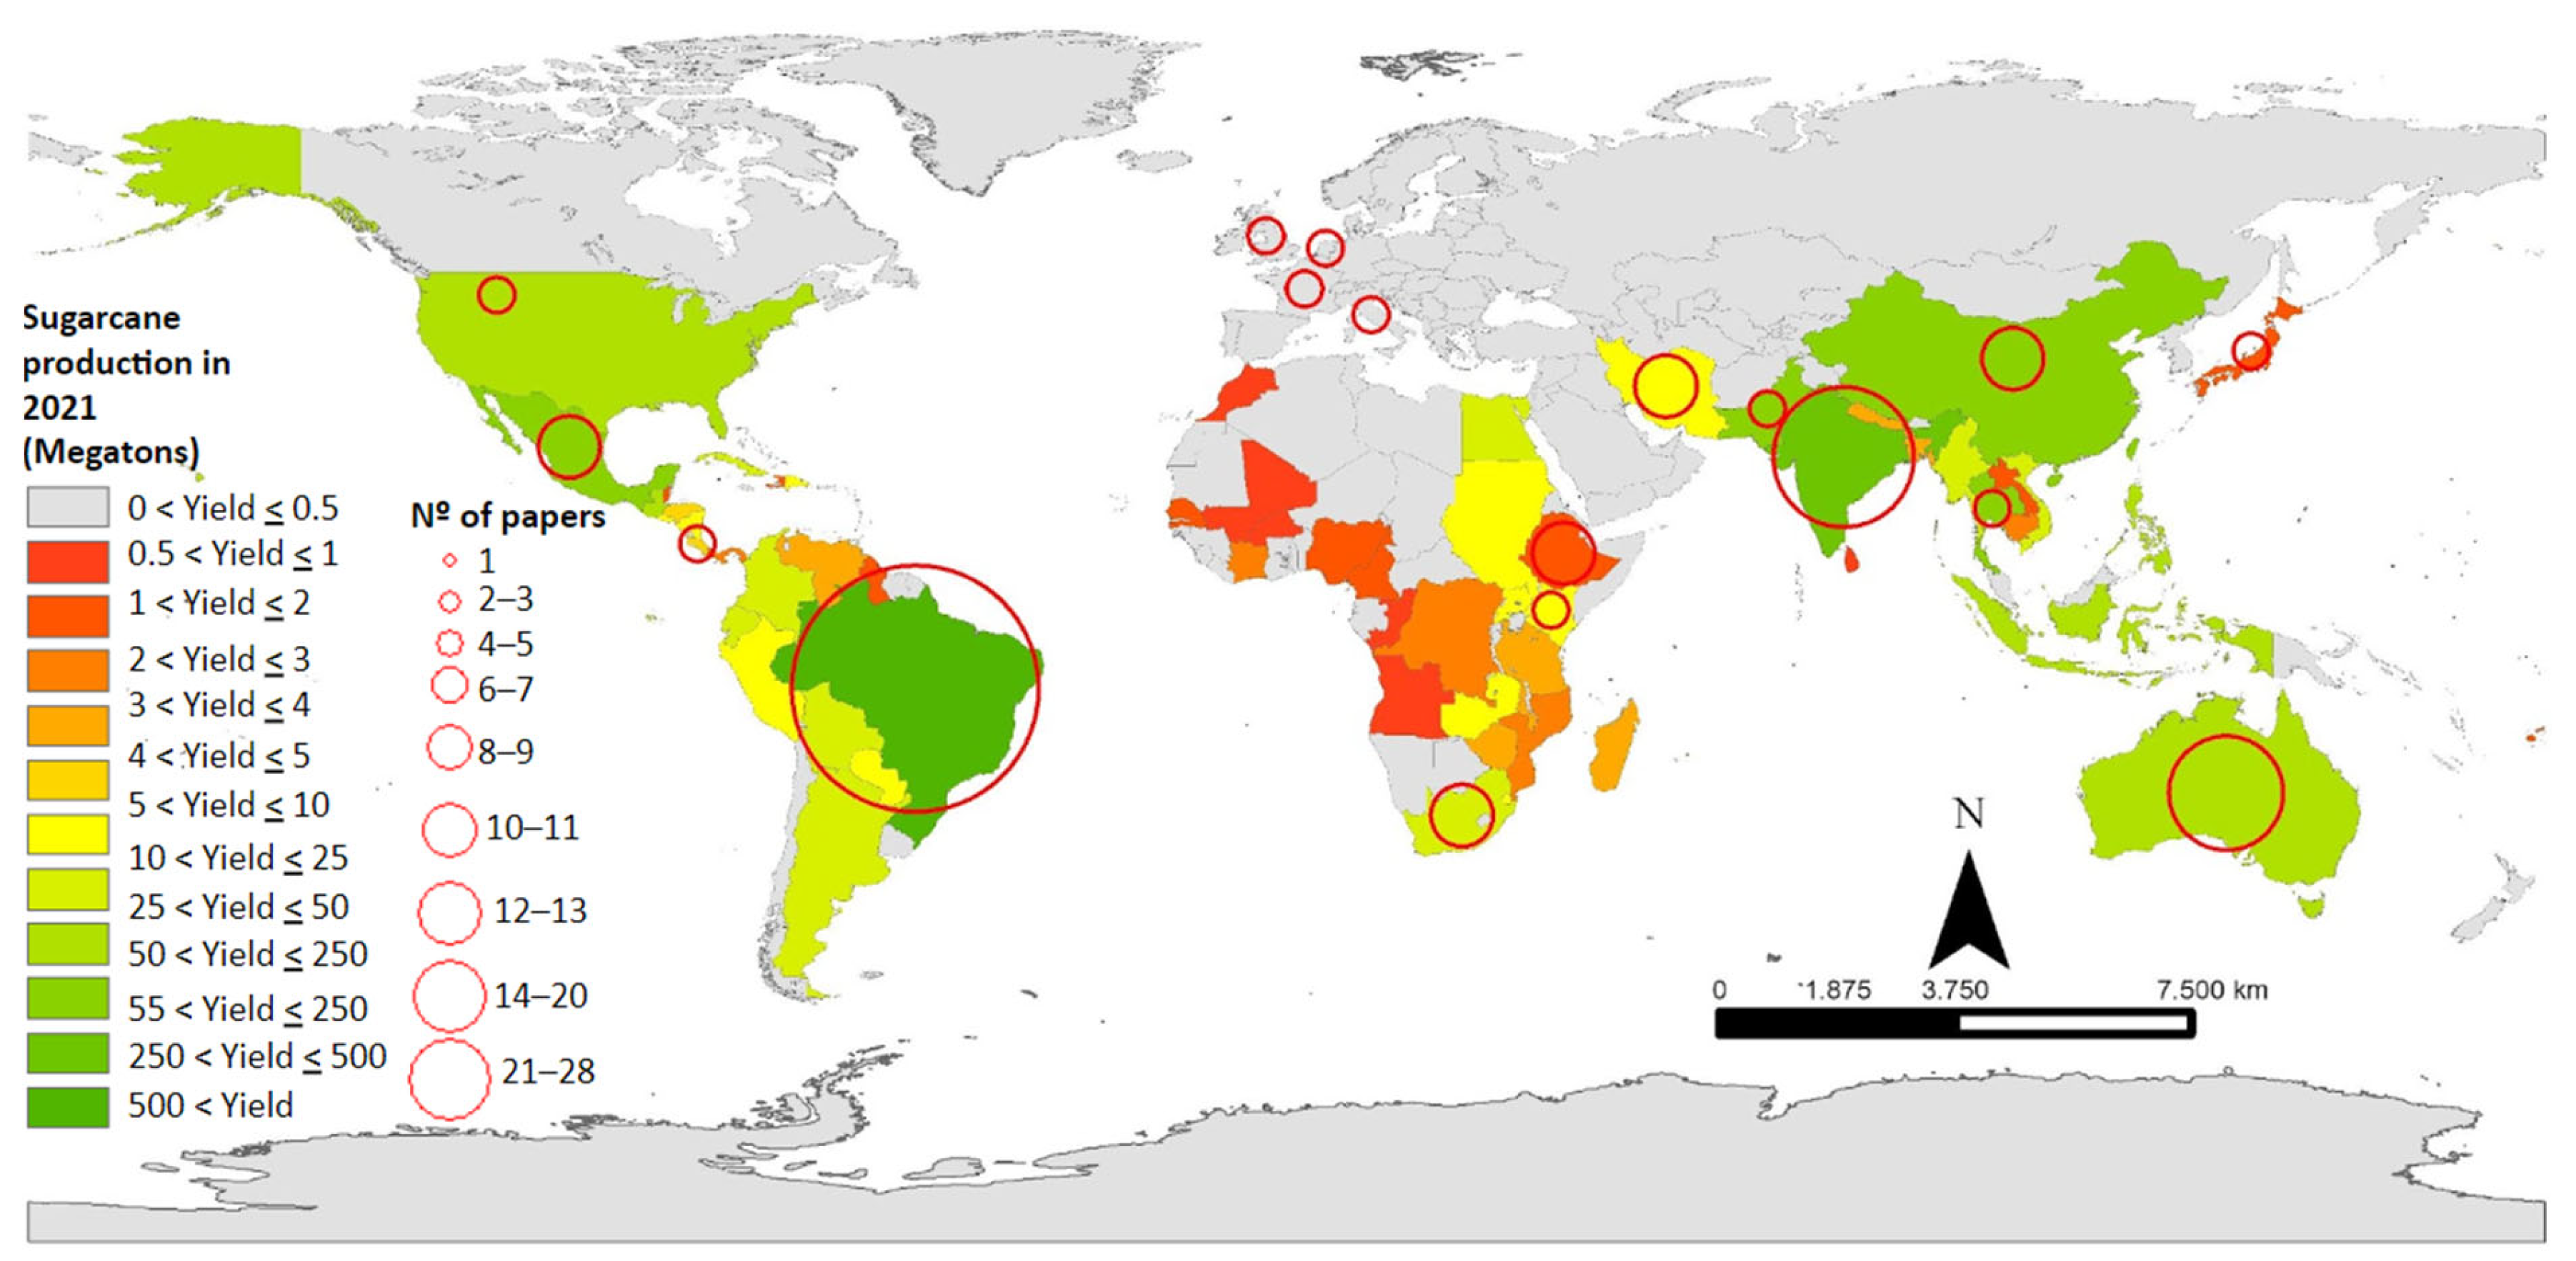 Sugarcane
production in
2021
(Megatons)
0 < Yield ≤ 0.5
0.5 < Yield ≤ 1
1 < Yield ≤ 2
2 < Yield ≤ 3
3 < Yield ≤ 4
4 < Yield ≤ 5
5 < Yield ≤ 10
10 < Yield ≤ 25
25 < Yield ≤ 50
50 < Yield ≤ 250
55 < Yield ≤ 250
250 < Yield ≤ 500
500 < Yield
Nº of papers
1
2–3
4–5
6–7
8–9
10–11
12–13
14–20
21–28
N
0 1.875 3.750 7.500 km